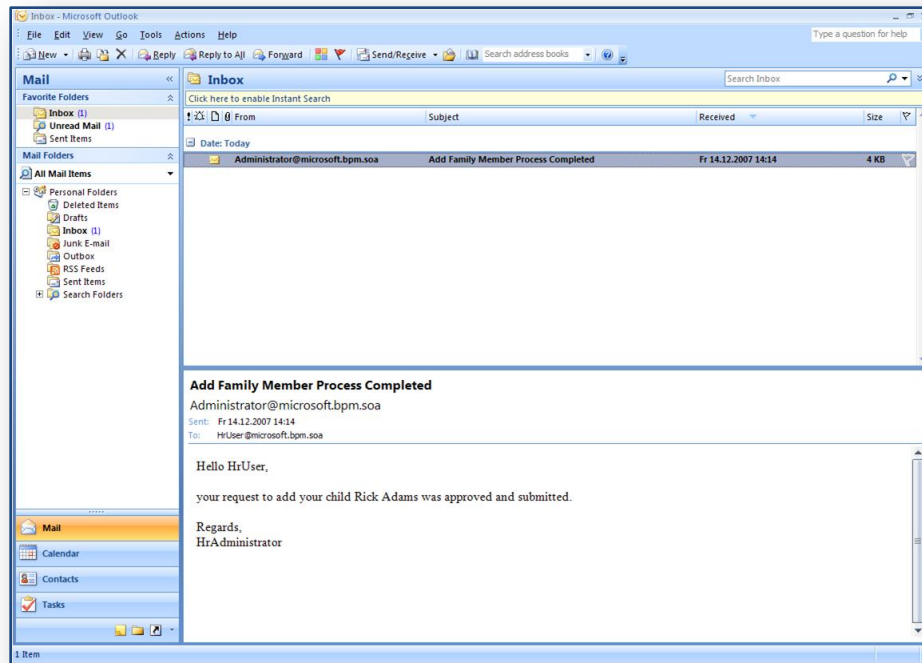 Inbox - Microsoft Outlook
File Edit View Go Tools Actions Help Type a question for help
New Reply Reply to All Forward Send/Receive Search address books
Mail « Inbox Search Inbox
Favorite Folders
Click here to enable Instant Search
Inbox (1)
Unread Mail (1)
Sent Items
! From Subject Received Size
Date: Today
Administrator@microsoft.bpm.soa Add Family Member Process Completed Fr 14.12.2007 14:14 4 KB
Mail Folders
All Mail Items
Personal Folders
Deleted Items
Drafts
Inbox (1)
Junk E-mail
Outbox
RSS Feeds
Sent Items
Search Folders
Add Family Member Process Completed
Administrator@microsoft.bpm.soa
Sent: Fr 14.12.2007 14:14
To: HrUser@microsoft.bpm.soa
Hello HrUser,
your request to add your child Rick Adams was approved and submitted.
Regards,
HrAdministrator
Mail
Calendar
Contacts
Tasks
1 Item